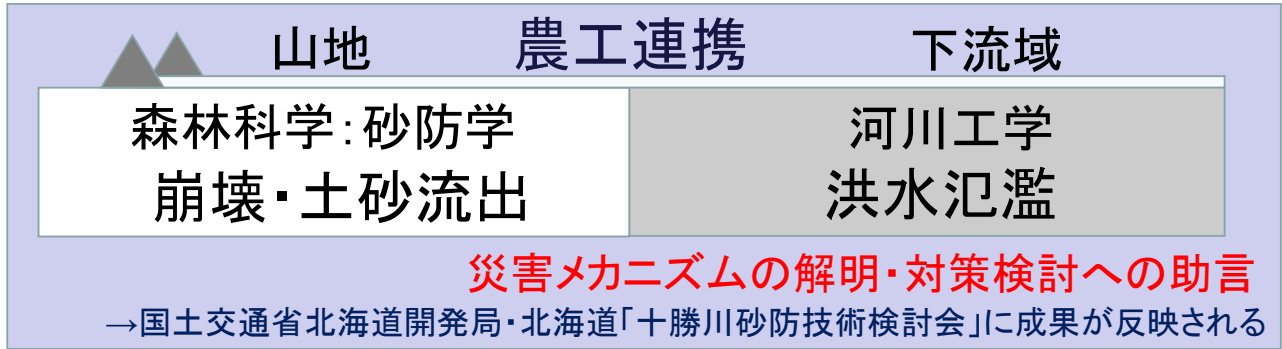 山地 農工連携 下流域
森林科学:砂防学 河川工学
崩壊・土砂流出 洪水氾濫
災害メカニズムの解明・対策検討への助言
→国土交通省北海道開発局・北海道「十勝川砂防技術検討会」に成果が反映される